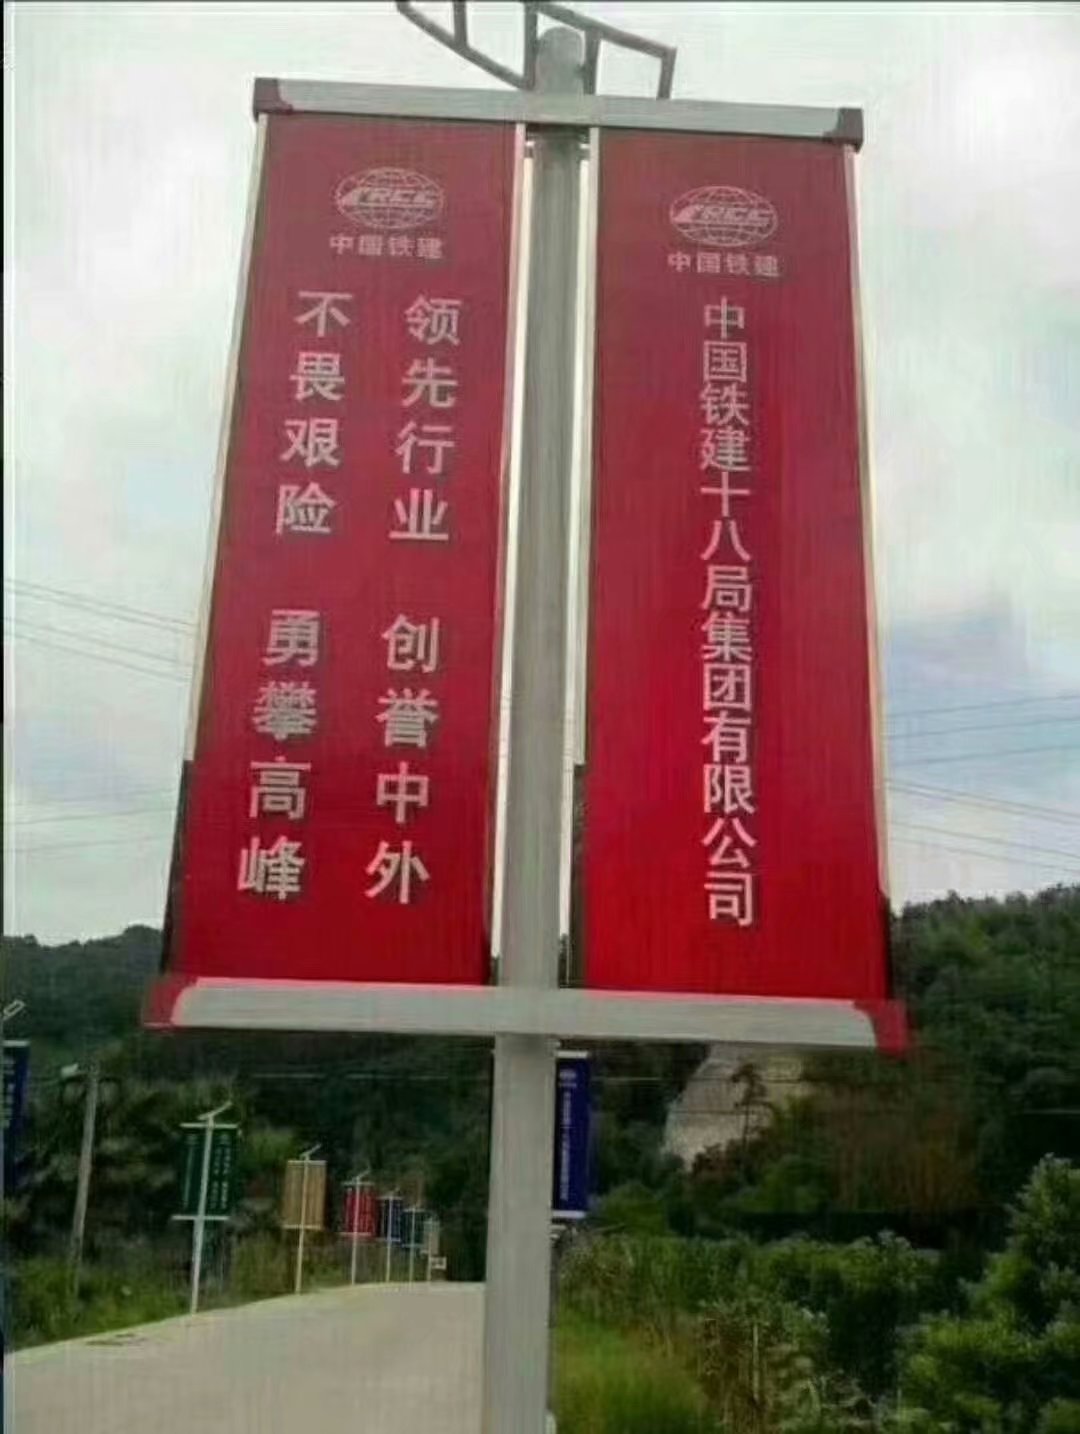 CRCC
中国铁建
不畏艰险 勇攀高峰
领先行业 创誉中外
CRCC
中国铁建
中国铁建十八局集团有限公司